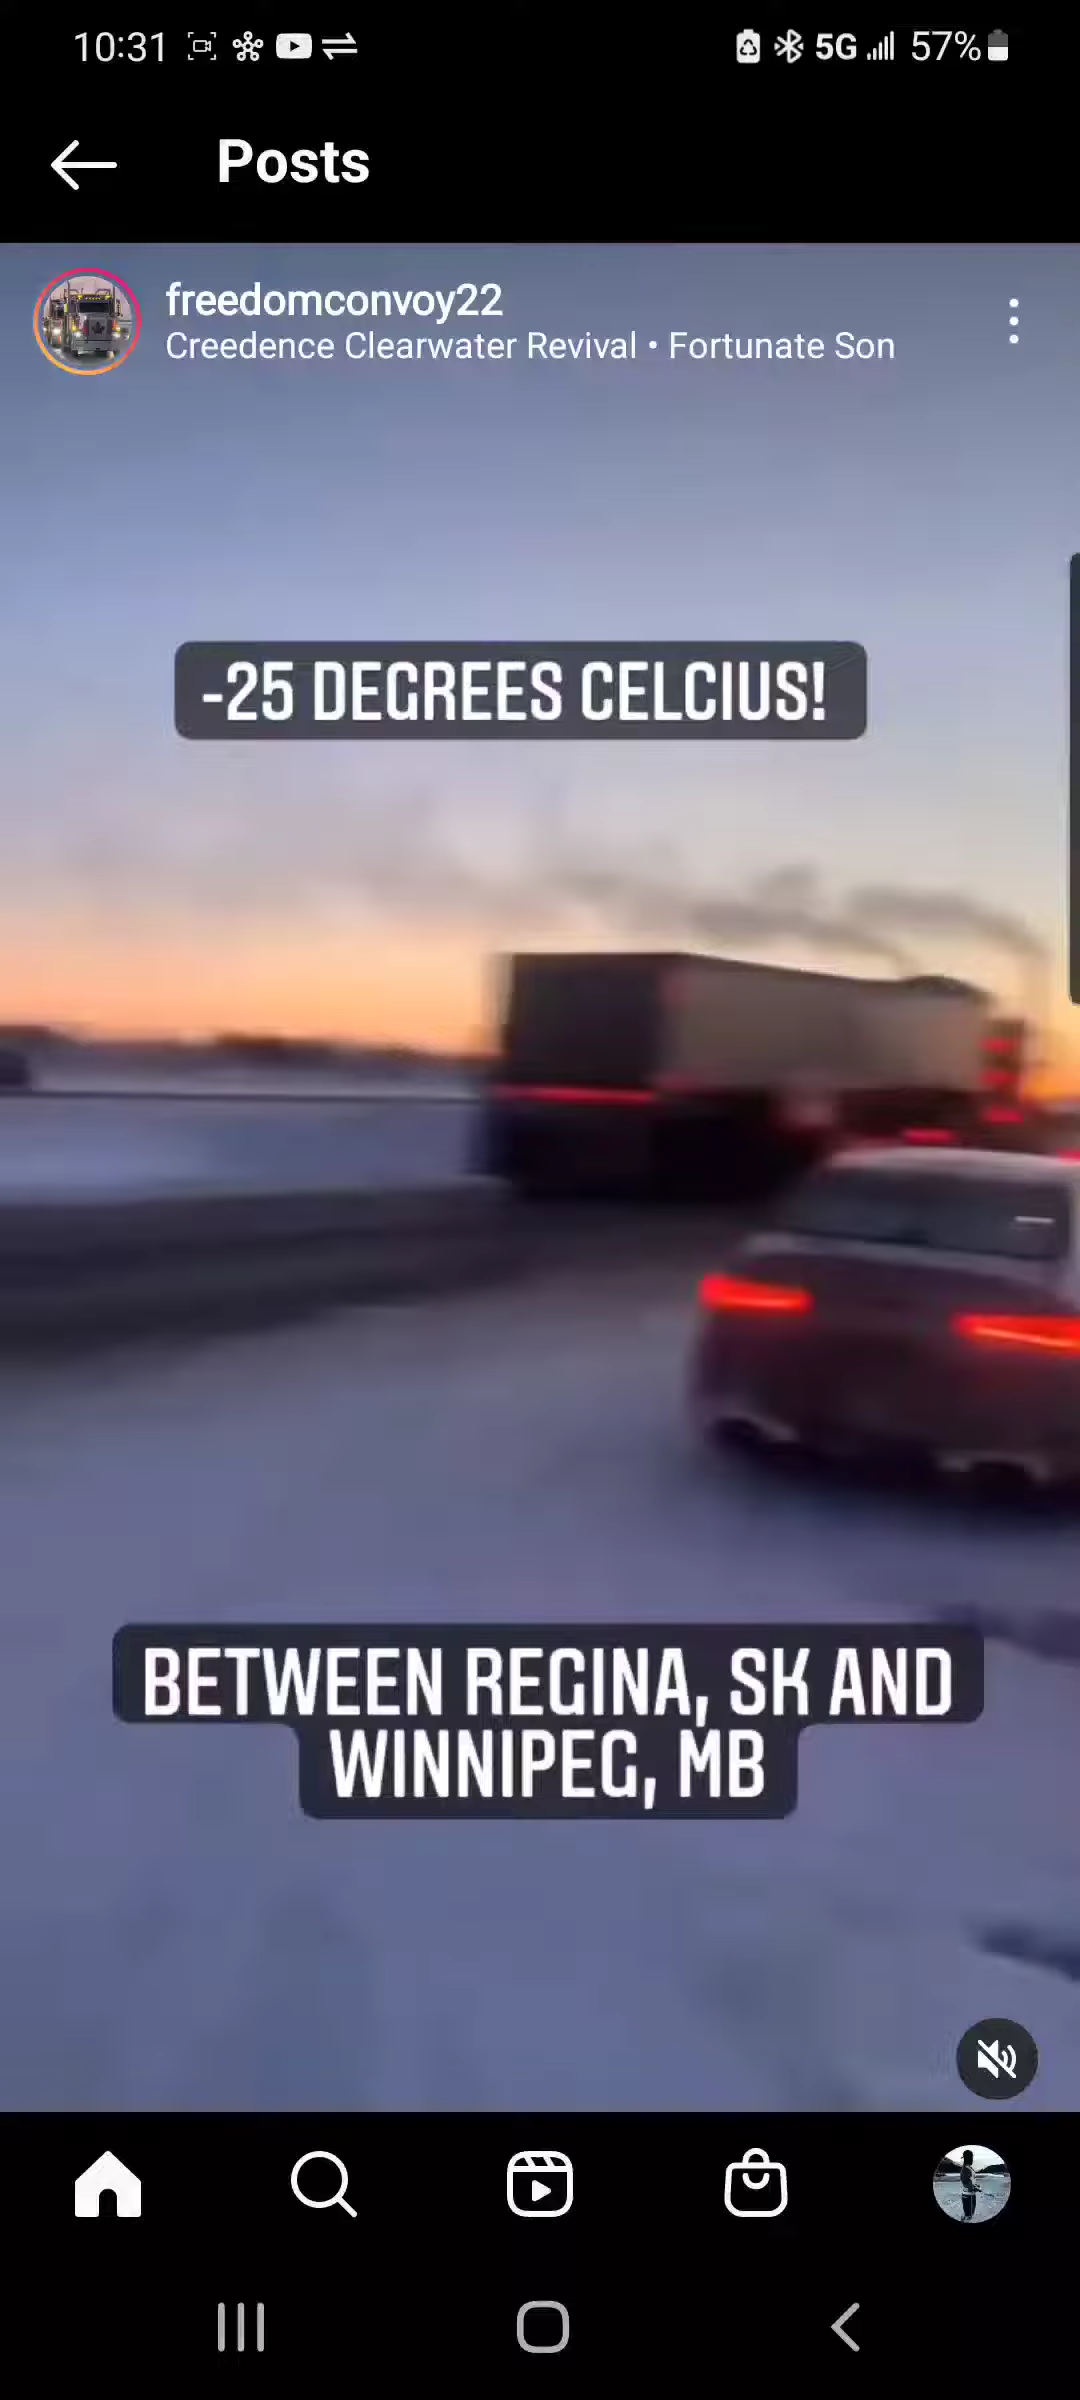 10:31 5G 57%
Posts
freedomconvoy22
Creedence Clearwater Revival • Fortunate Son
-25 DEGREES CELCIUS!
BETWEEN REGINA, SK AND
WINNIPEG, MB